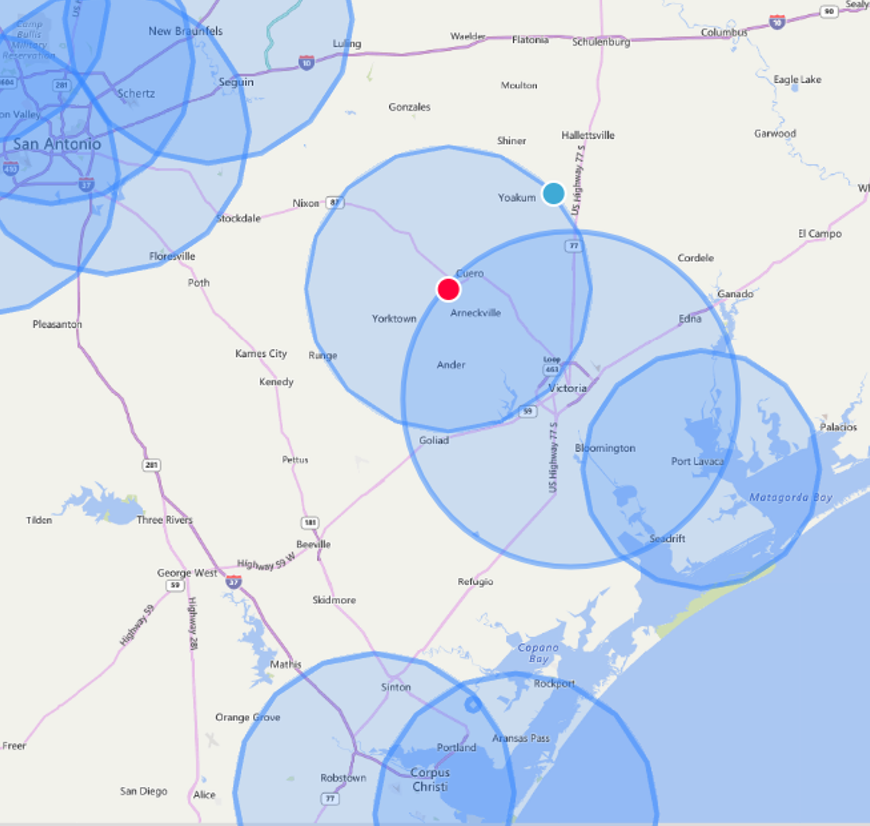 US H
Camp
Bullis
Military
Reservation
New Braunfels
Luling
Waelder
Flatonia
Schulenburg
Columbus
10
90
Sealy
1604
281
Schertz
Seguin
10
Moulton
Eagle Lake
Gonzales
on Valley
San Antonio
Shiner
Hallettsville
Garwood
410
37
Nixon
87
Yoakum
US Highway 77 S
Stockdale
El Campo
Floresville
77
Cordele
Poth
Cuero
Ganado
Pleasanton
Yorktown
Arneckville
Edna
Karnes City
Runge
Ander
Loop
463
Kenedy
Victoria
59
Palacios
Goliad
Bloomington
Port Lavaca
281
Pettus
US Highway 77 S
Matagorda Bay
Tilden
Three Rivers
181
Beeville
Seadrift
Highway 59 W
George West
59
37
Refugio
Highway 59
Highway 281
Skidmore
Copano
Bay
Mathis
Sinton
Rockport
Orange Grove
Freer
Portland
Aransas Pass
Robstown
Corpus
Christi
San Diego
Alice
77